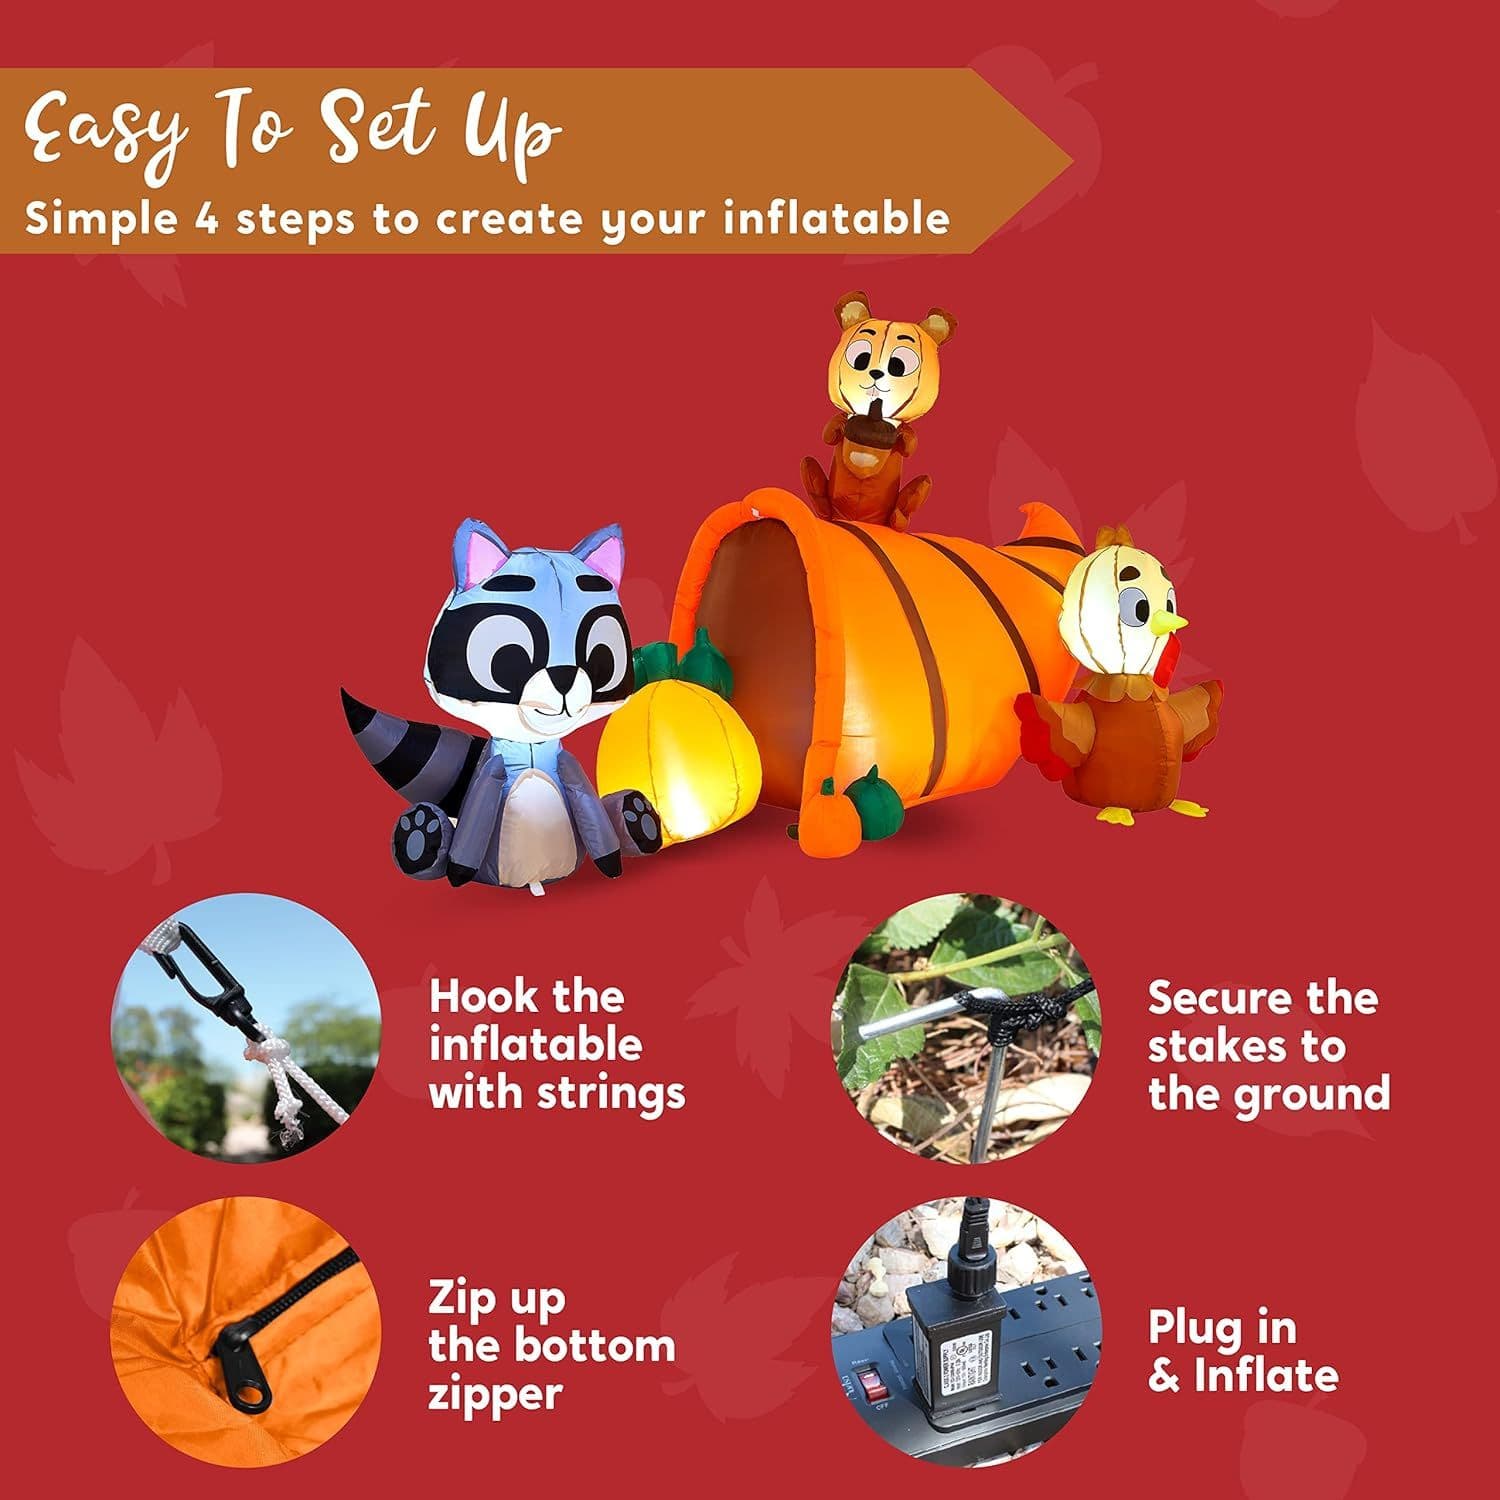 Easy To Set Up
Simple 4 steps to create your inflatable
Hook the
inflatable
with strings
Secure the
stakes to
the ground
Zip up
the bottom
zipper
Plug in
& Inflate
OFF